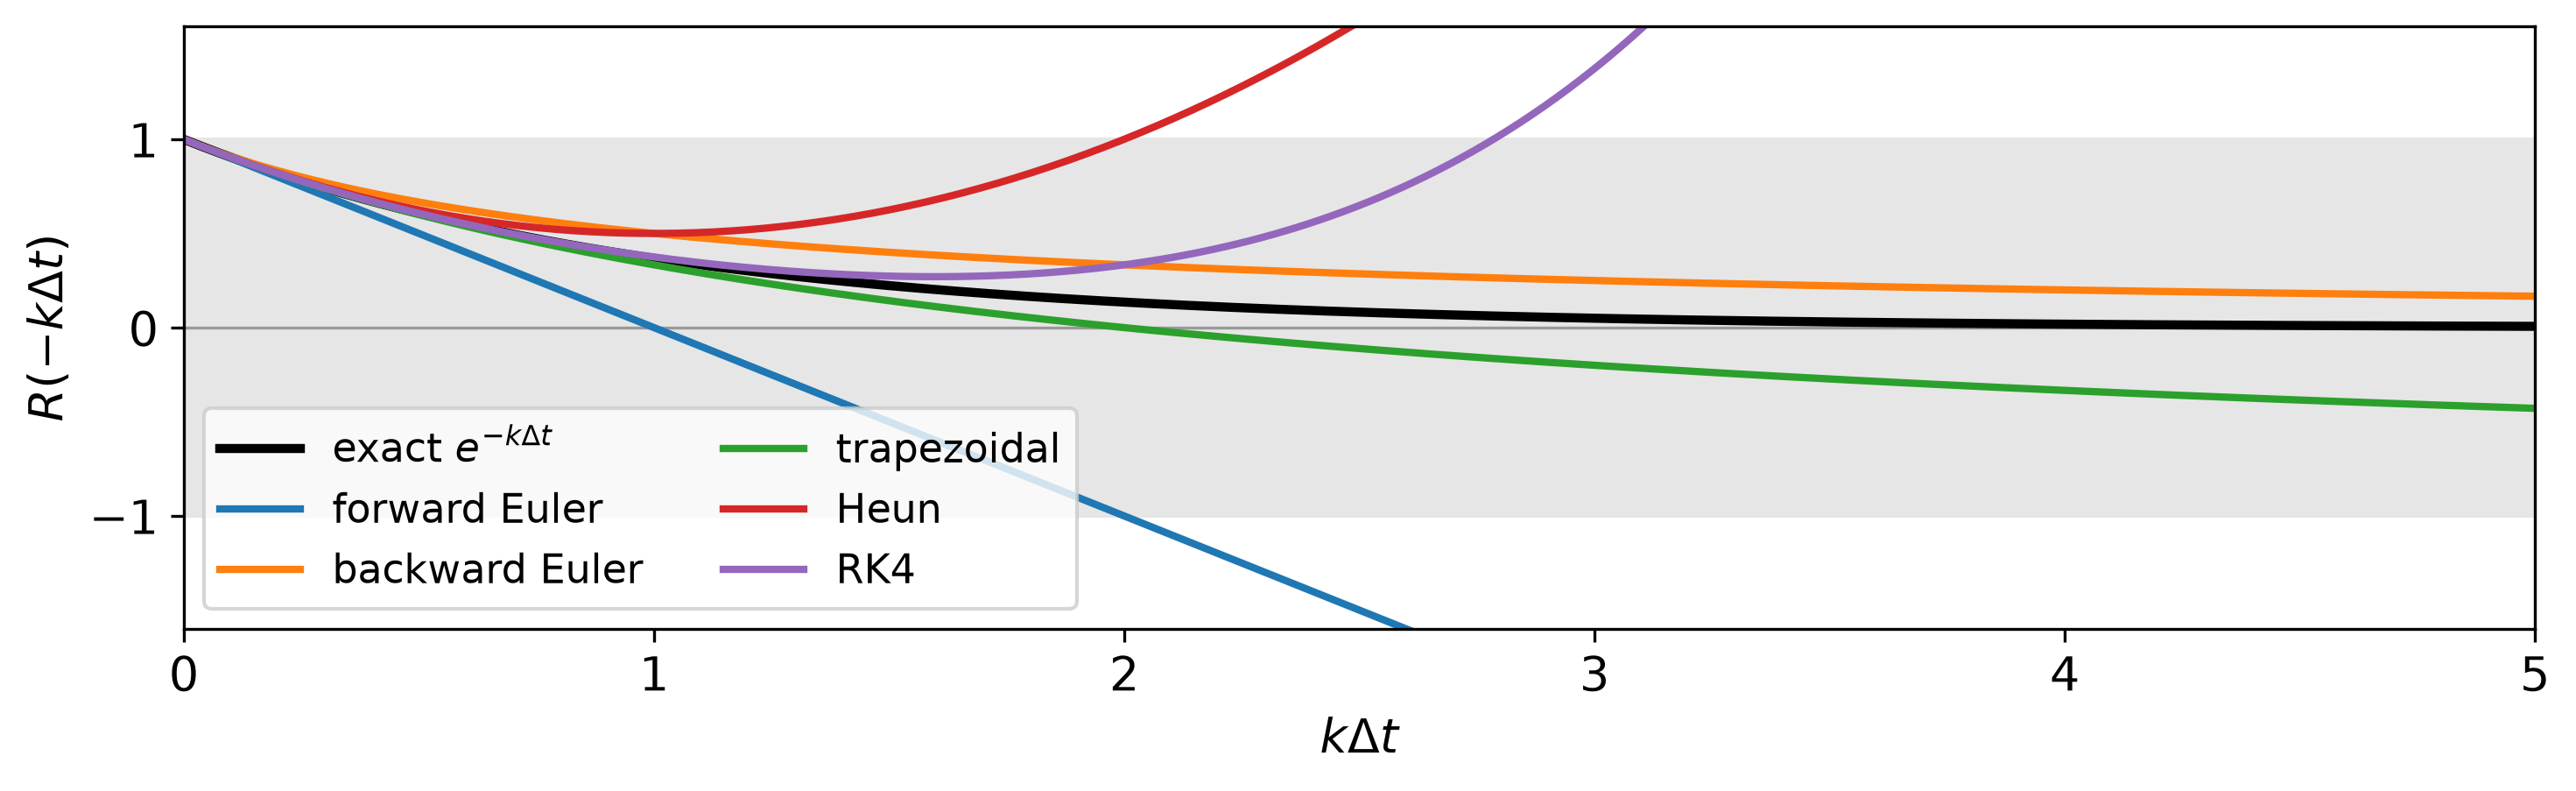 R(−kΔt)
1
0
−1
exact e^{−kΔt}
forward Euler
backward Euler
trapezoidal
Heun
RK4
0 1 2 3 4 5
kΔt